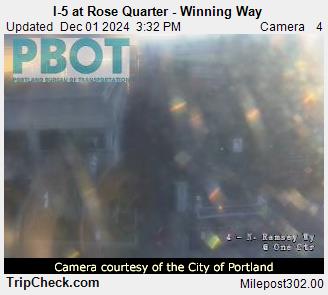 I-5 at Rose Quarter - Winning Way
Updated Dec 01 2024 3:32 PM Camera 4
PBOT
PORTLAND BUREAU OF TRANSPORTATION
4 - N. Ramsey Wy
@ One Ctr
Camera courtesy of the City of Portland
TripCheck.com Milepost302.00